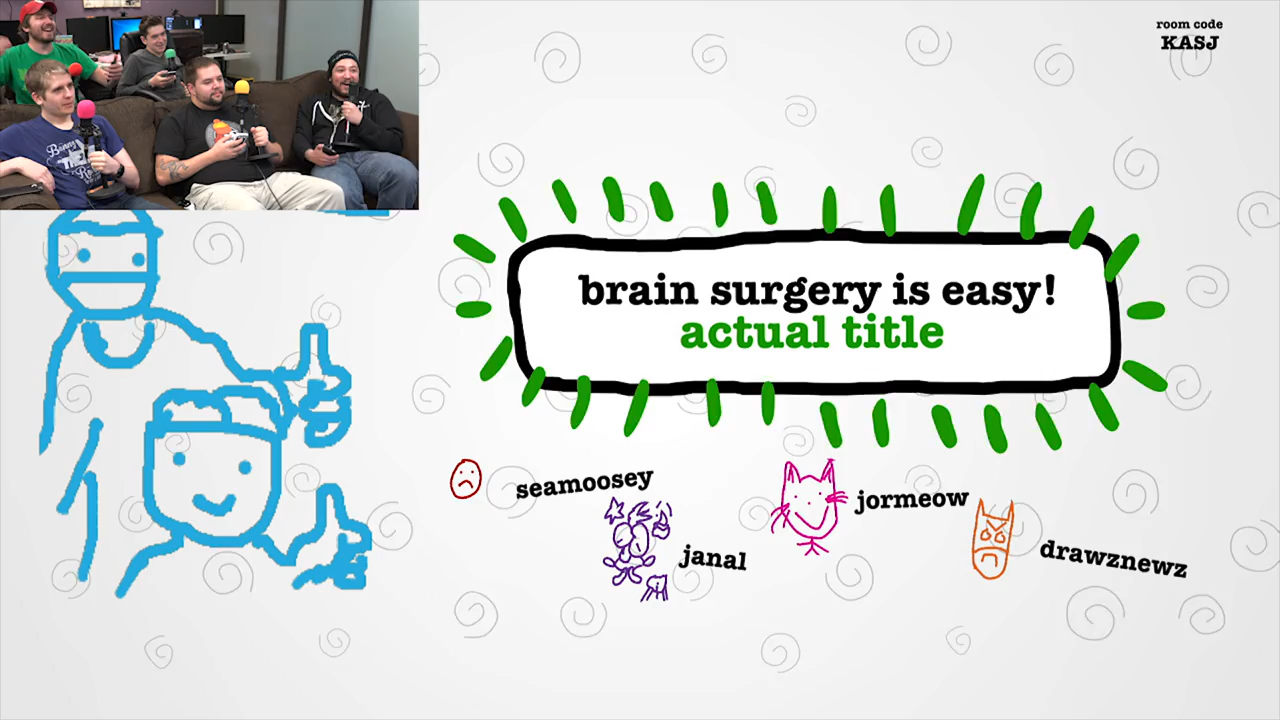 room code
KASJ
brain surgery is easy!
actual title
seamoosey
jormeow
janal
drawznewz